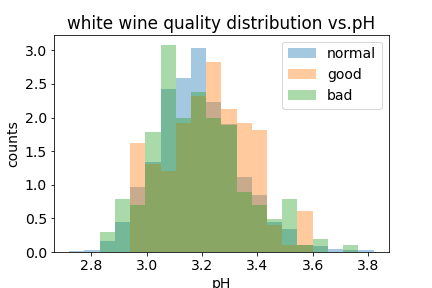 white wine quality distribution vs.pH
normal
good
bad
counts
3.0
2.5
2.0
1.5
1.0
0.5
0.0
2.8 3.0 3.2 3.4 3.6 3.8
pH